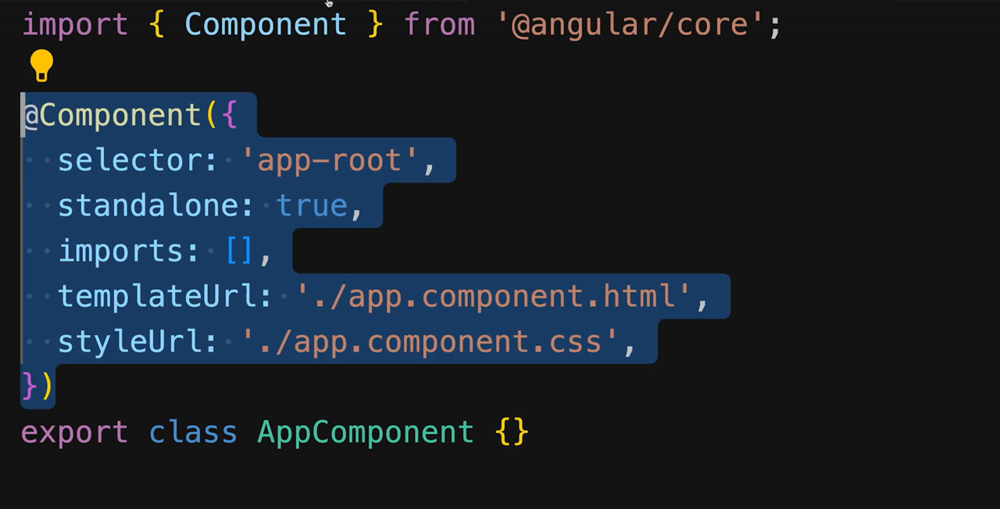 import { Component } from '@angular/core';
@Component({
  selector: 'app-root',
  standalone: true,
  imports: [],
  templateUrl: './app.component.html',
  styleUrl: './app.component.css',
})
export class AppComponent {}